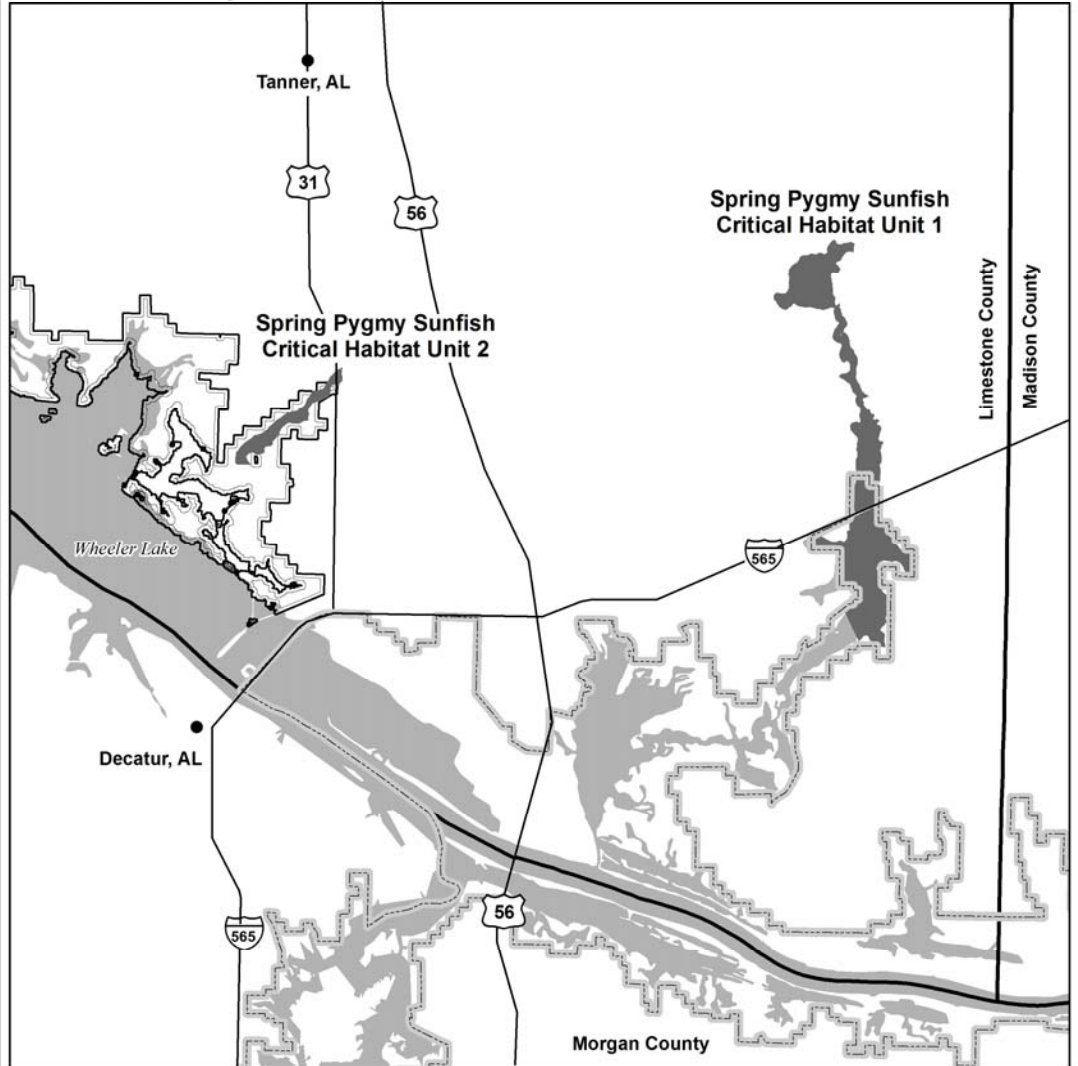 Tanner, AL
31
56
Spring Pygmy Sunfish
Critical Habitat Unit 1
Limestone County
Madison County
Spring Pygmy Sunfish
Critical Habitat Unit 2
Wheeler Lake
565
Decatur, AL
56
565
Morgan County